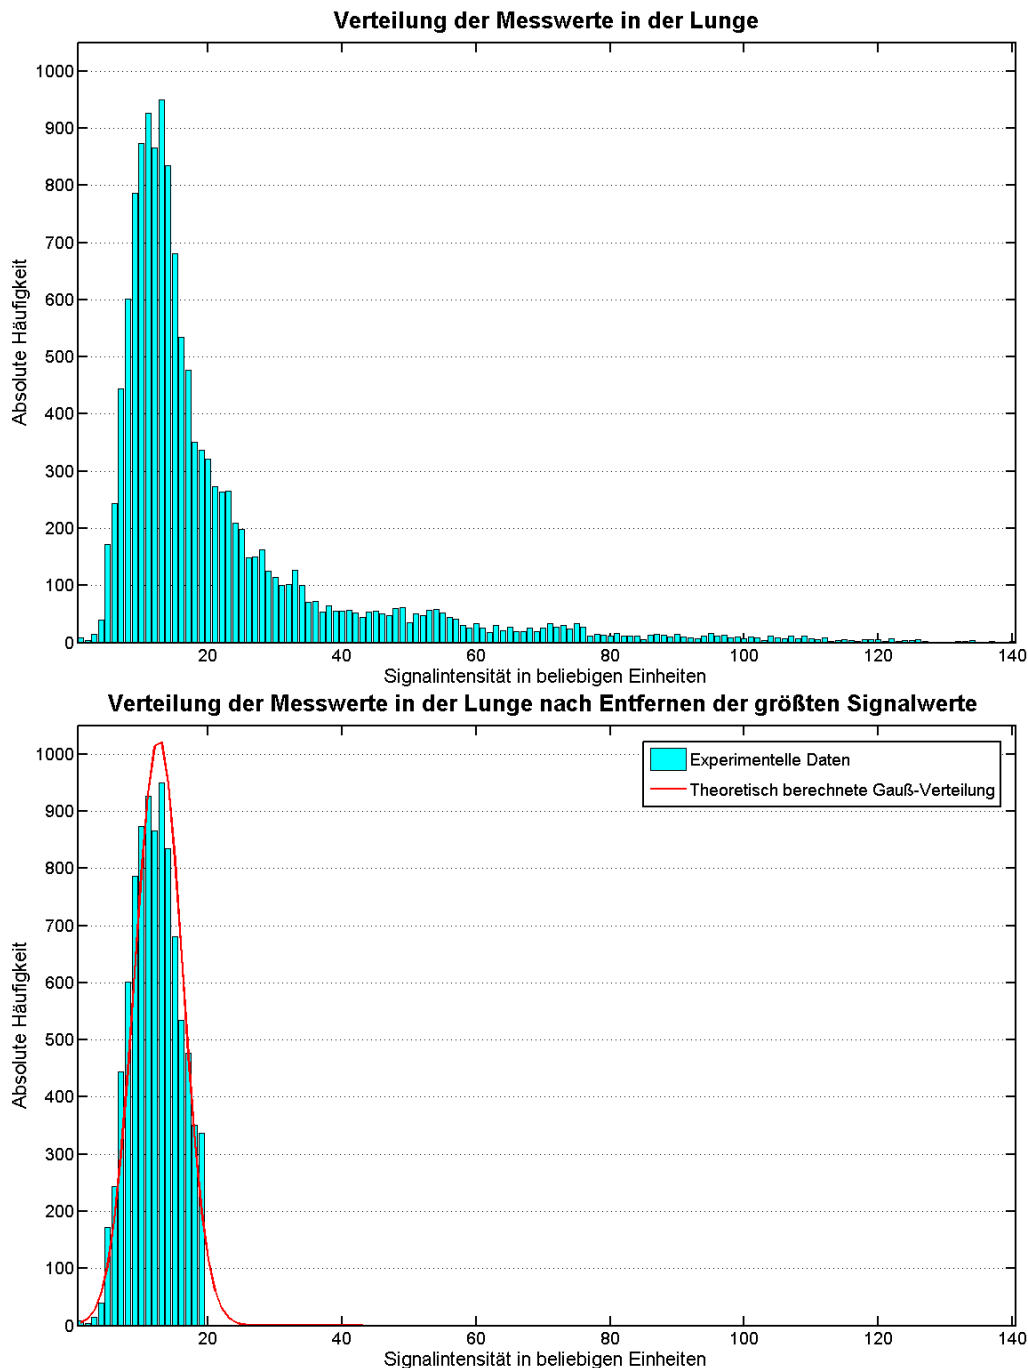 Verteilung der Messwerte in der Lunge
1000
900
800
700
600
500
400
300
200
100
0
Absolute Häufigkeit
20 40 60 80 100 120 140
Signalintensität in beliebigen Einheiten
Verteilung der Messwerte in der Lunge nach Entfernen der größten Signalwerte
Experimentelle Daten
Theoretisch berechnete Gauß-Verteilung
1000
900
800
700
600
500
400
300
200
100
0
Absolute Häufigkeit
20 40 60 80 100 120 140
Signalintensität in beliebigen Einheiten